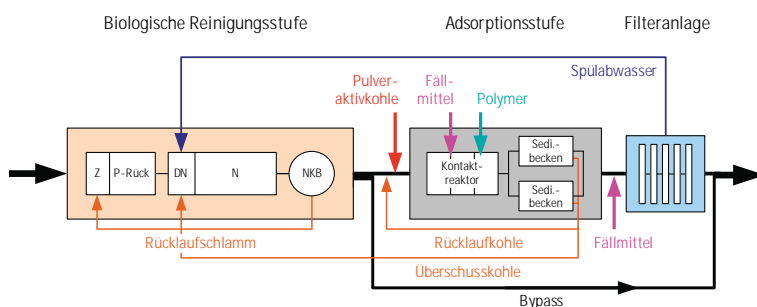 Biologische Reinigungsstufe
Adsorptionsstufe
Filteranlage
Spülabwasser
Pulver-
aktivkohle
Fäll-
mittel
Polymer
Z
P-Rück
DN
N
NKB
Kontakt-
reaktor
Sedi.-
becken
Sedi.-
becken
Rücklaufschlamm
Rücklaufkohle
Fällmittel
Überschusskohle
Bypass